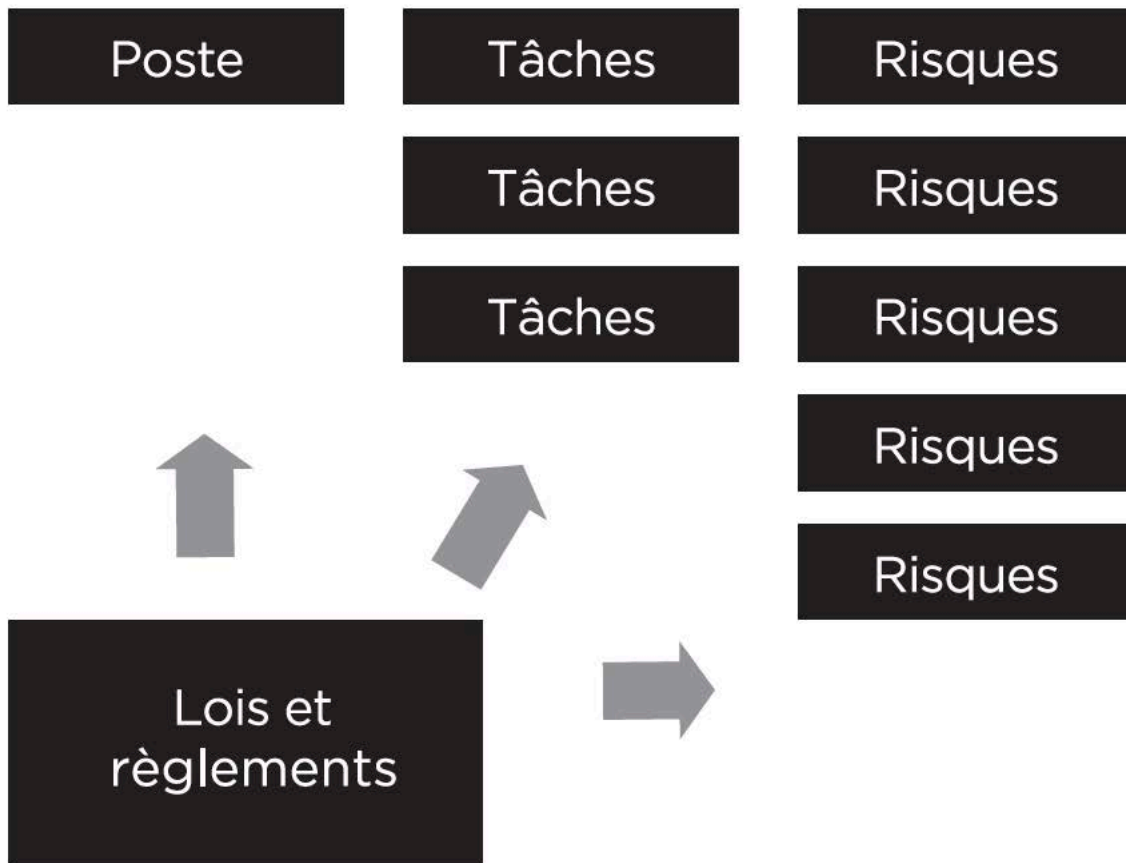 Poste
Tâches
Risques
Tâches
Risques
Tâches
Risques
Risques
Risques
Lois et
règlements